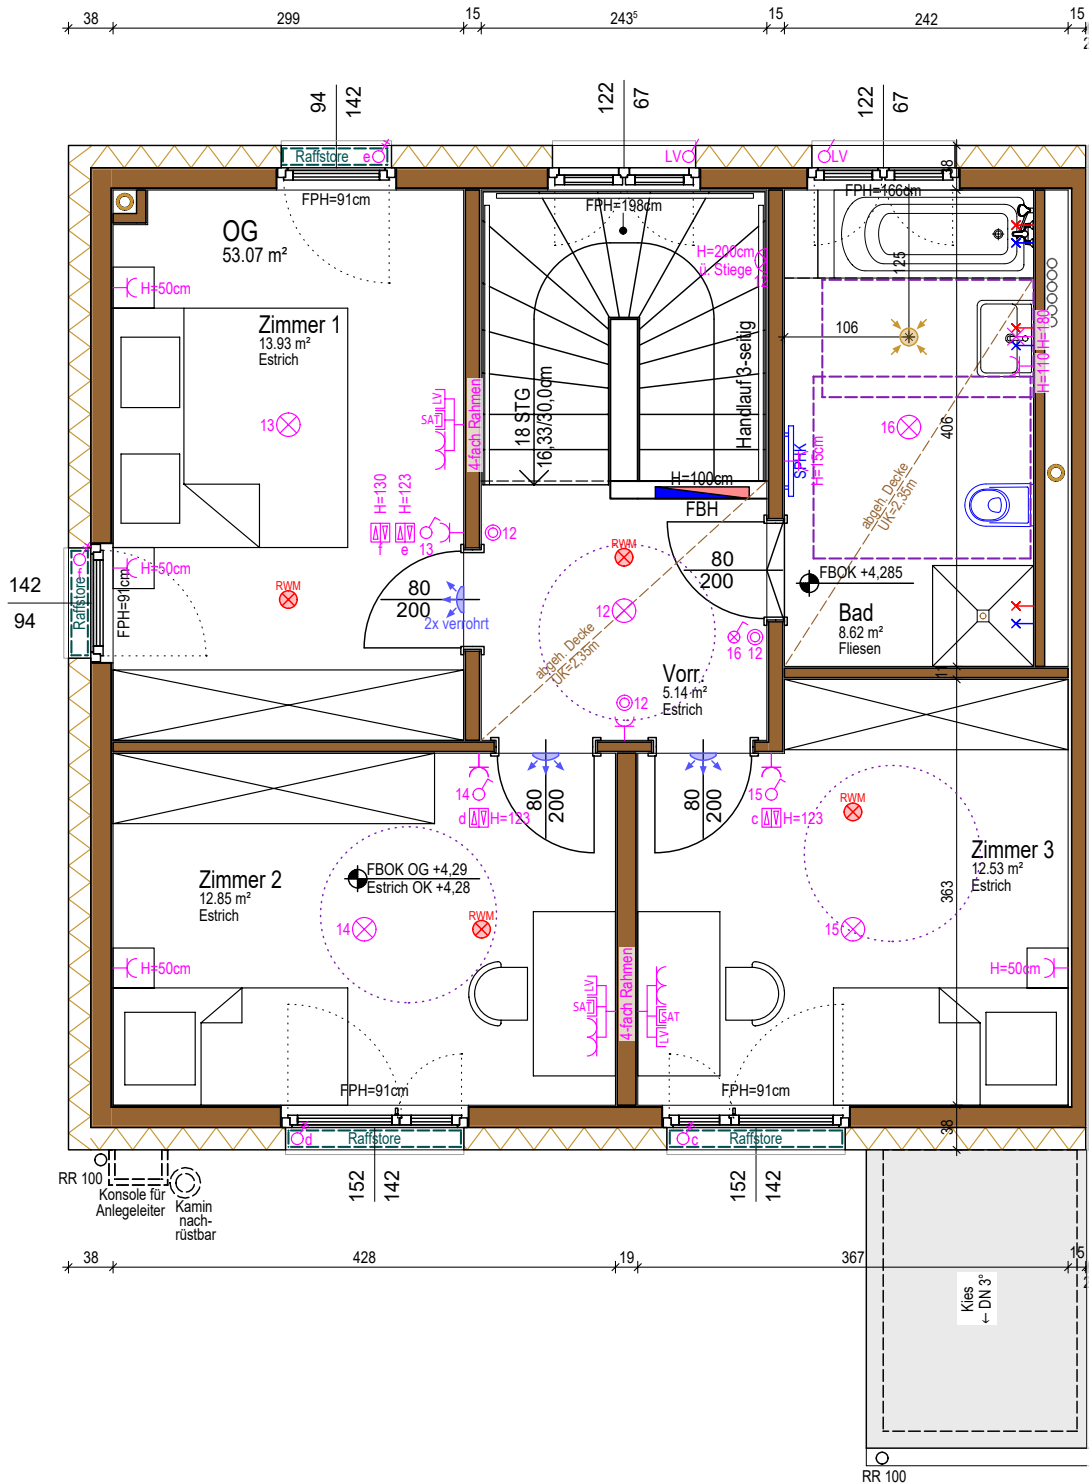 38
299
15
243⁵
15
242
15
94
142
122
67
122
67
Raffstore
e
LV
LV
38
FPH=91cm
FPH=198cm
FPH=166cm
OG
53.07 m²
H=200cm
ü. Stiege
125
H=50cm
Zimmer 1
13.93 m²
Estrich
106
H=110 H=180
LV
SAT
4-fach Rahmen
18 STG
16,33/30,0cm
Handlauf 3-seitig
13
16
406
SPHK
H=15cm
H=100cm
FBH
abgeh. Decke
UK=2,35m
H=130
H=123
f
e
13
12
RWM
80
200
FBOK +4,285
142
94
Raffstore
f
FPH=91cm
H=50cm
RWM
80
200
2x verrohrt
12
Bad
8.62 m²
Fliesen
16
12
abgeh. Decke
UK=2,35m
Vorr.
5.14 m²
Estrich
11
12
14
d
H=123
80
200
80
200
15
c
H=123
RWM
Zimmer 2
12.85 m²
Estrich
FBOK OG +4,29
Estrich OK +4,28
Zimmer 3
12.53 m²
Estrich
363
RWM
14
15
H=50cm
LV
SAT
4-fach Rahmen
SAT
LV
H=50cm
FPH=91cm
FPH=91cm
d
Raffstore
c
Raffstore
38
RR 100
Konsole für
Anlegeleiter
Kamin
nach-
rüstbar
152
142
152
142
38
428
19
367
15
Kies
← DN 3°
RR 100